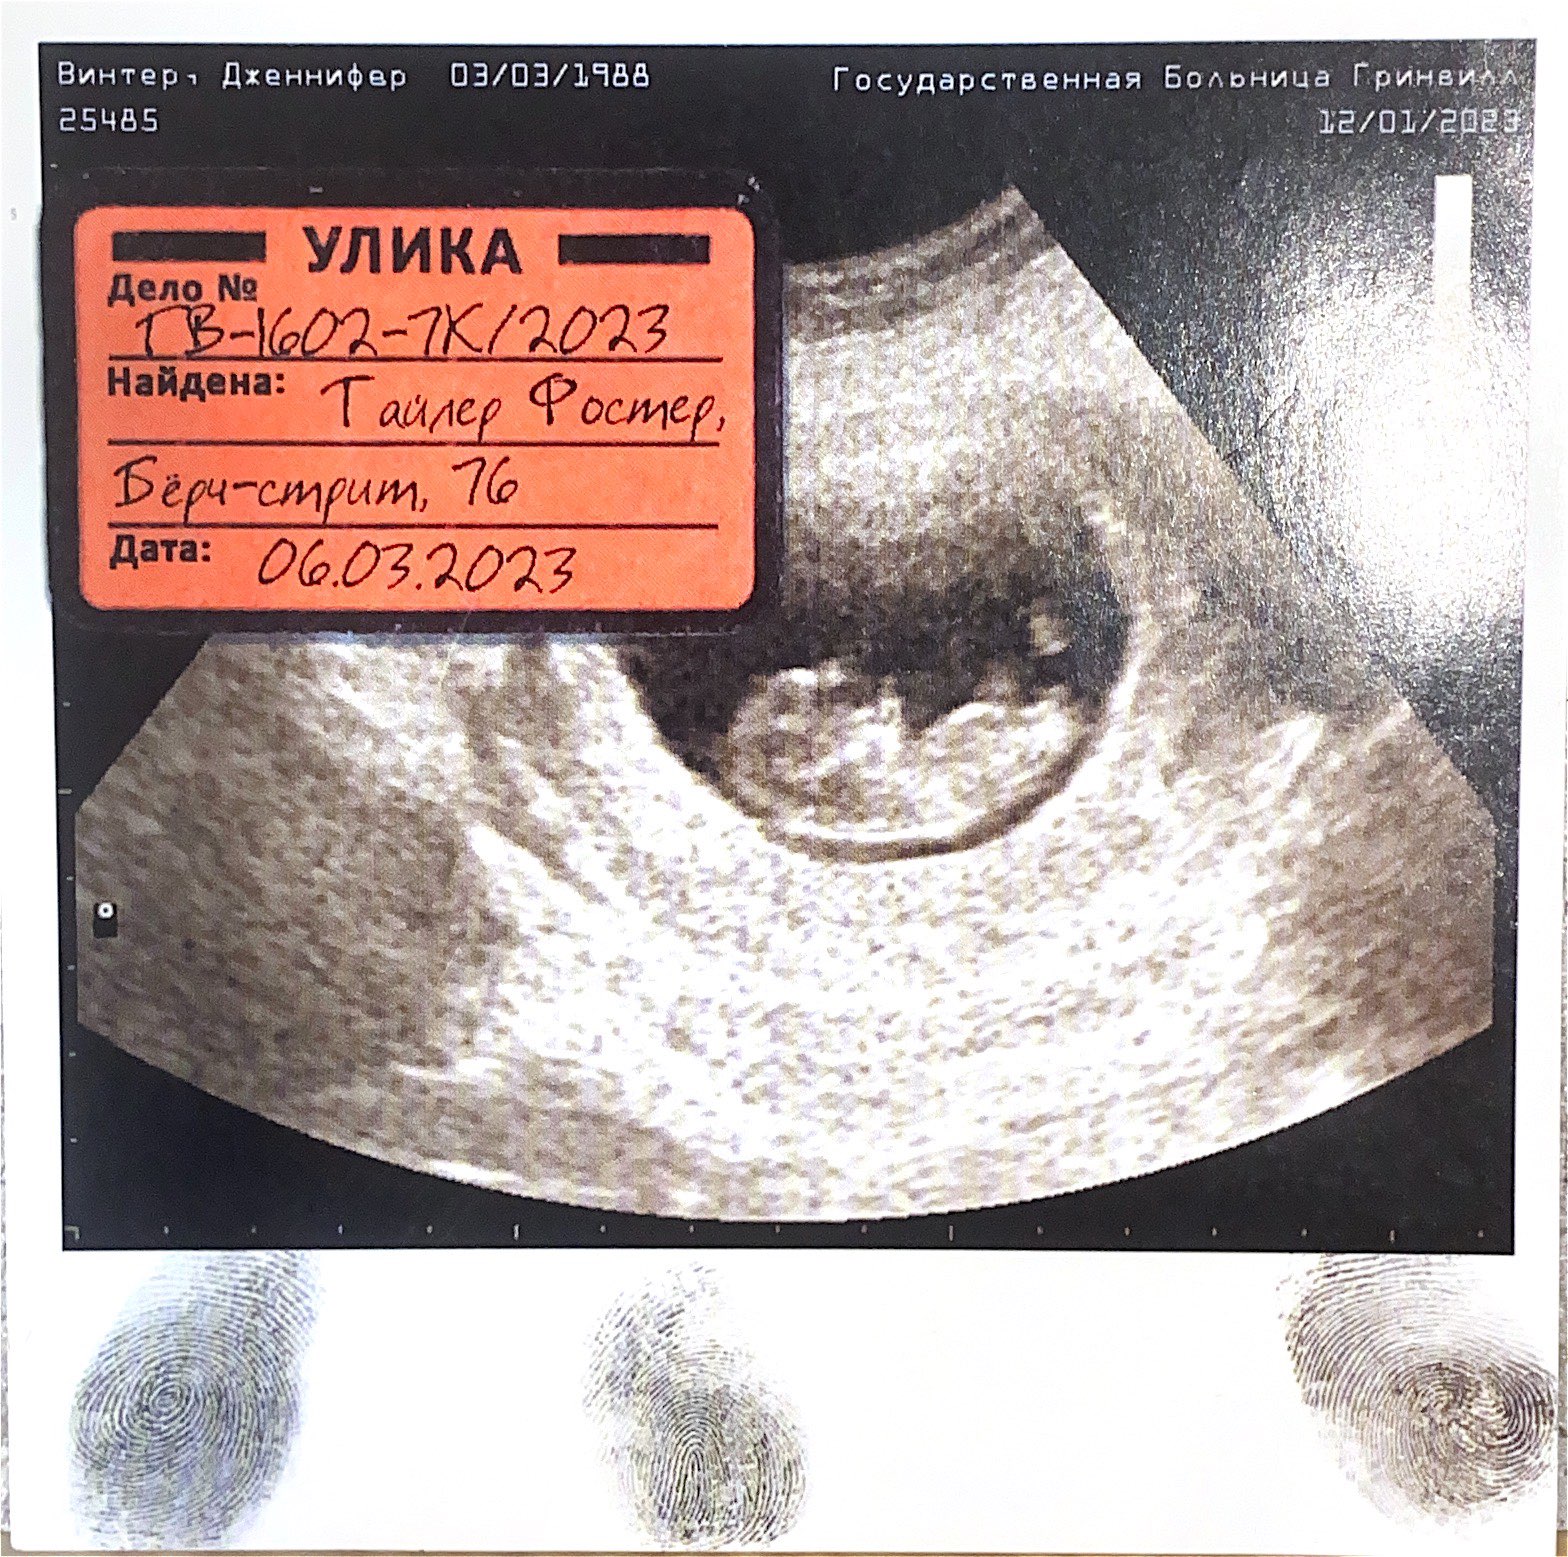 Винтер, Дженнифер 03/03/1988
Государственная Больница Гринвилл
25485
12/01/2023
УЛИКА
Дело №
ГВ-1602-7К/2023
Найдена: Тайлер Фостер,
Бёрч-стрит, 76
Дата: 06.03.2023